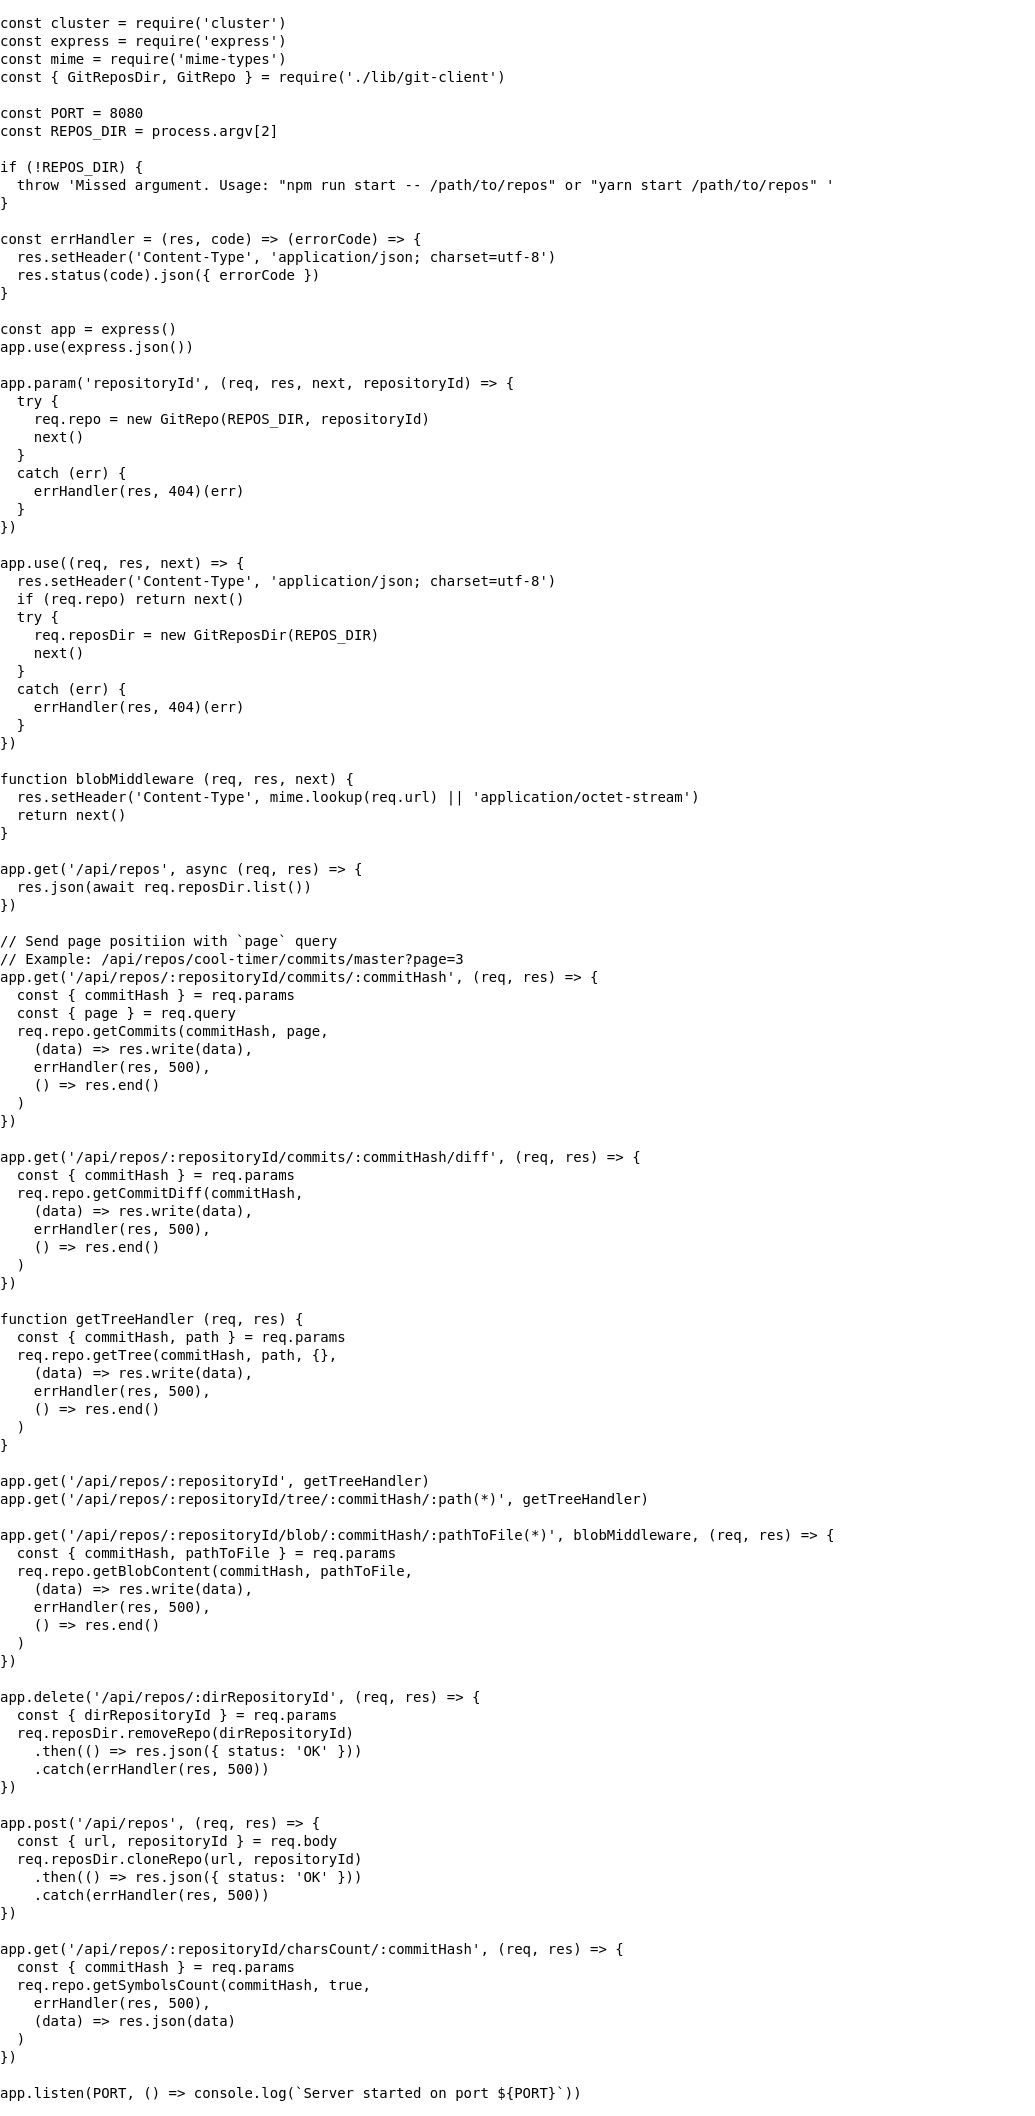 const cluster = require('cluster')
const express = require('express')
const mime = require('mime-types')
const { GitReposDir, GitRepo } = require('./lib/git-client')

const PORT = 8080
const REPOS_DIR = process.argv[2]

if (!REPOS_DIR) {
  throw 'Missed argument. Usage: "npm run start -- /path/to/repos" or "yarn start /path/to/repos" '
}

const errHandler = (res, code) => (errorCode) => {
  res.setHeader('Content-Type', 'application/json; charset=utf-8')
  res.status(code).json({ errorCode })
}

const app = express()
app.use(express.json())

app.param('repositoryId', (req, res, next, repositoryId) => {
  try {
    req.repo = new GitRepo(REPOS_DIR, repositoryId)
    next()
  }
  catch (err) {
    errHandler(res, 404)(err)
  }
})

app.use((req, res, next) => {
  res.setHeader('Content-Type', 'application/json; charset=utf-8')
  if (req.repo) return next()
  try {
    req.reposDir = new GitReposDir(REPOS_DIR)
    next()
  }
  catch (err) {
    errHandler(res, 404)(err)
  }
})

function blobMiddleware (req, res, next) {
  res.setHeader('Content-Type', mime.lookup(req.url) || 'application/octet-stream')
  return next()
}

app.get('/api/repos', async (req, res) => {
  res.json(await req.reposDir.list())
})

// Send page positiion with `page` query
// Example: /api/repos/cool-timer/commits/master?page=3
app.get('/api/repos/:repositoryId/commits/:commitHash', (req, res) => {
  const { commitHash } = req.params
  const { page } = req.query
  req.repo.getCommits(commitHash, page,
    (data) => res.write(data),
    errHandler(res, 500),
    () => res.end()
  )
})

app.get('/api/repos/:repositoryId/commits/:commitHash/diff', (req, res) => {
  const { commitHash } = req.params
  req.repo.getCommitDiff(commitHash,
    (data) => res.write(data),
    errHandler(res, 500),
    () => res.end()
  )
})

function getTreeHandler (req, res) {
  const { commitHash, path } = req.params
  req.repo.getTree(commitHash, path, {},
    (data) => res.write(data),
    errHandler(res, 500),
    () => res.end()
  )
}

app.get('/api/repos/:repositoryId', getTreeHandler)
app.get('/api/repos/:repositoryId/tree/:commitHash/:path(*)', getTreeHandler)

app.get('/api/repos/:repositoryId/blob/:commitHash/:pathToFile(*)', blobMiddleware, (req, res) => {
  const { commitHash, pathToFile } = req.params
  req.repo.getBlobContent(commitHash, pathToFile,
    (data) => res.write(data),
    errHandler(res, 500),
    () => res.end()
  )
})

app.delete('/api/repos/:dirRepositoryId', (req, res) => {
  const { dirRepositoryId } = req.params
  req.reposDir.removeRepo(dirRepositoryId)
    .then(() => res.json({ status: 'OK' }))
    .catch(errHandler(res, 500))
})

app.post('/api/repos', (req, res) => {
  const { url, repositoryId } = req.body
  req.reposDir.cloneRepo(url, repositoryId)
    .then(() => res.json({ status: 'OK' }))
    .catch(errHandler(res, 500))
})

app.get('/api/repos/:repositoryId/charsCount/:commitHash', (req, res) => {
  const { commitHash } = req.params
  req.repo.getSymbolsCount(commitHash, true,
    errHandler(res, 500),
    (data) => res.json(data)
  )
})

app.listen(PORT, () => console.log(`Server started on port ${PORT}`))